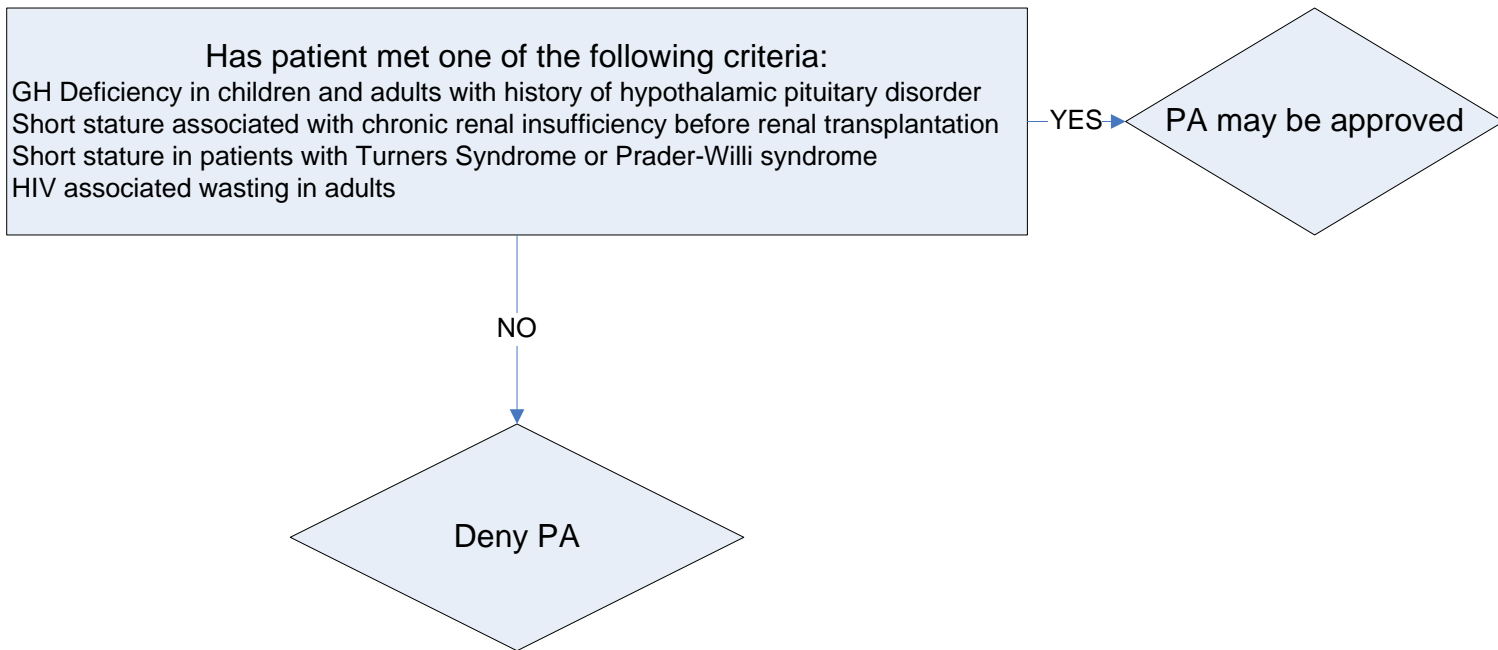 Has patient met one of the following criteria:
GH Deficiency in children and adults with history of hypothalamic pituitary disorder
Short stature associated with chronic renal insufficiency before renal transplantation
Short stature in patients with Turners Syndrome or Prader-Willi syndrome
HIV associated wasting in adults
YES
PA may be approved
NO
Deny PA